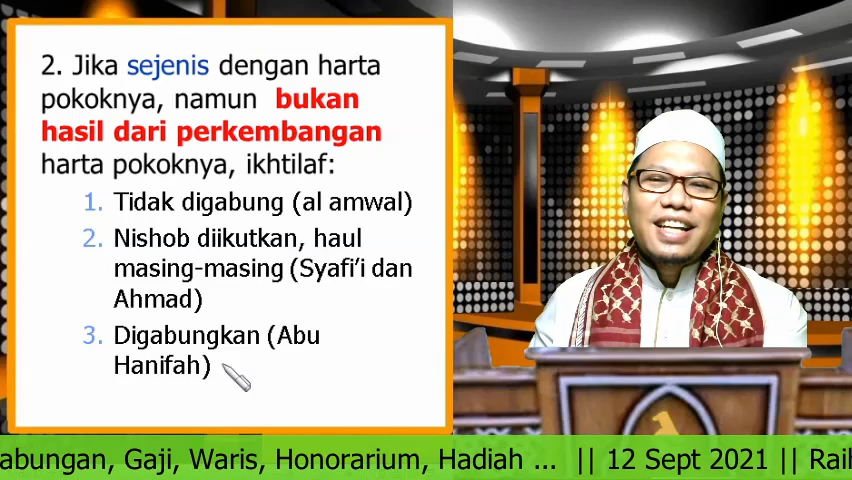 2. Jika sejenis dengan harta
pokoknya, namun bukan
hasil dari perkembangan
harta pokoknya, ikhtilaf:
1. Tidak digabung (al amwal)
2. Nishob diikutkan, haul
masing-masing (Syafi’i dan
Ahmad)
3. Digabungkan (Abu
Hanifah)
abungan, Gaji, Waris, Honorarium, Hadiah ... || 12 Sept 2021 || Raih